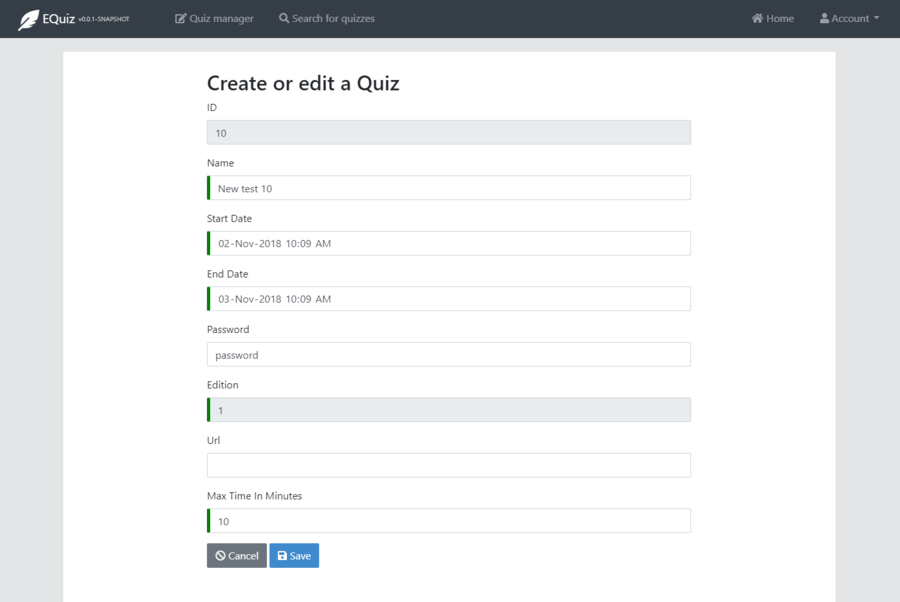 EQuiz v0.0.1-SNAPSHOT Quiz manager Search for quizzes Home Account
Create or edit a Quiz
ID
10
Name
New test 10
Start Date
02-Nov-2018 10:09 AM
End Date
03-Nov-2018 10:09 AM
Password
password
Edition
1
Url
Max Time In Minutes
10
Cancel Save